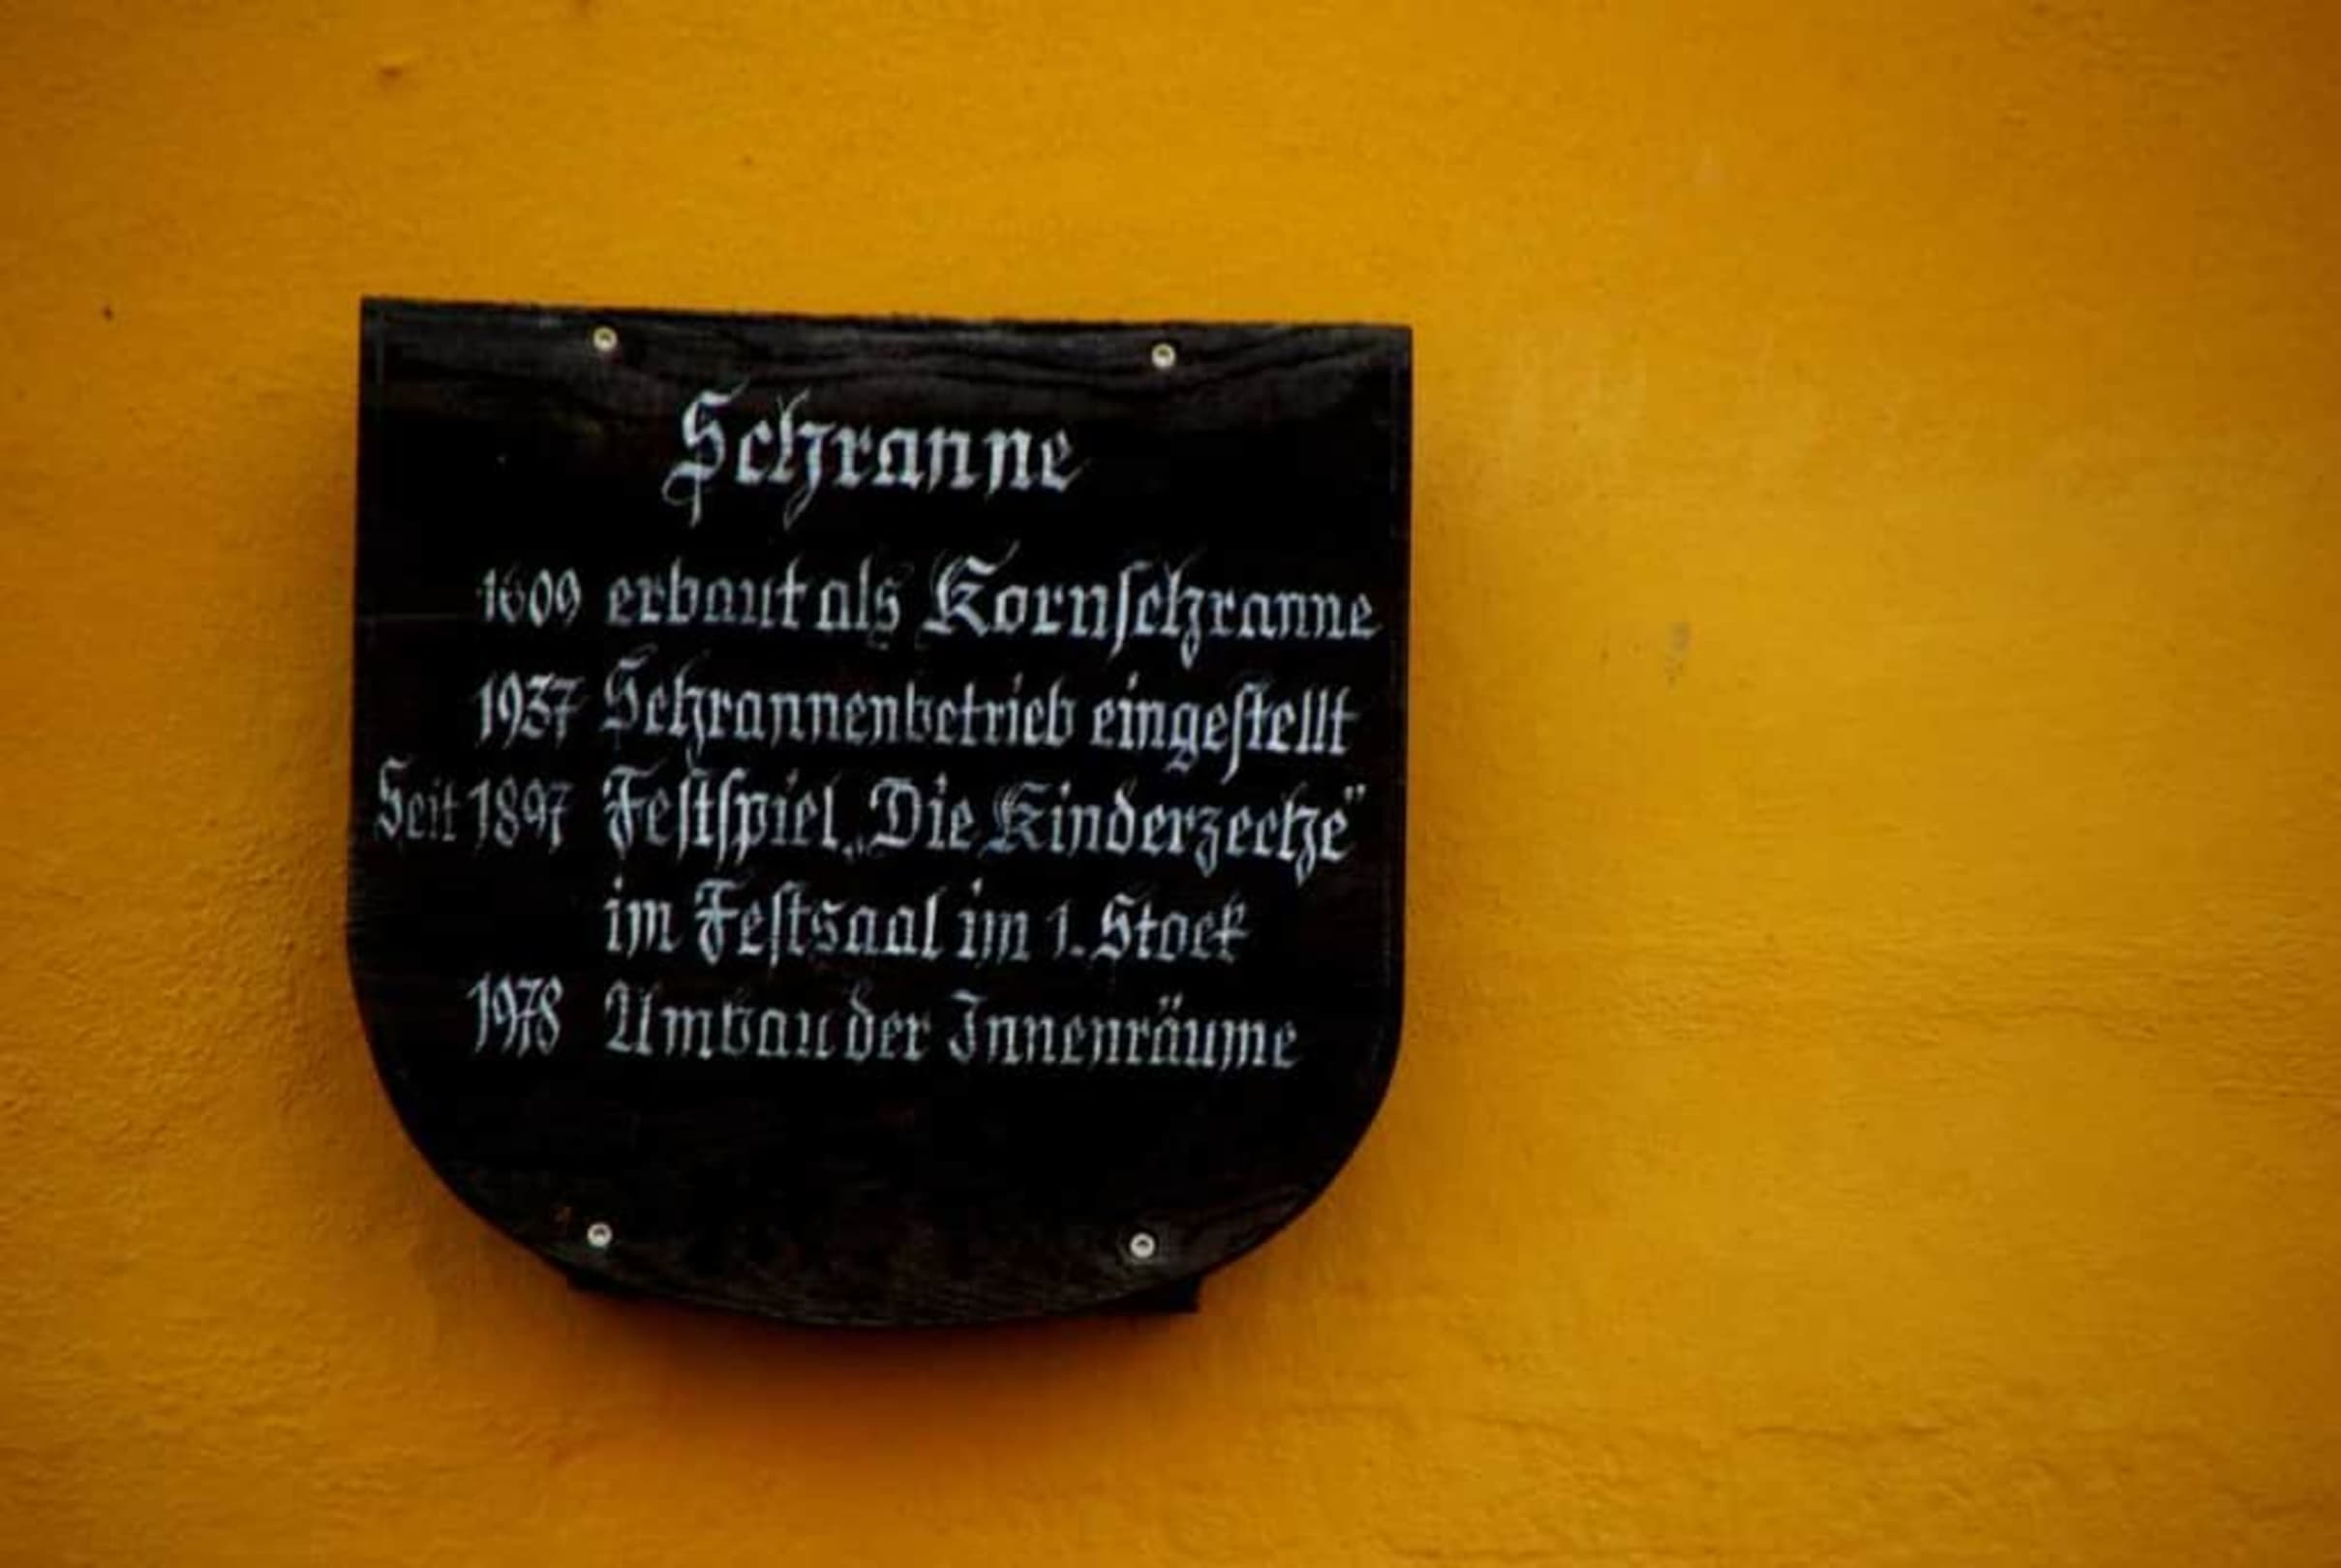 Schranne
1609 erbaut als Kornſchranne
1937 Schrannenbetrieb eingeſtellt
Seit 1897 Feſtſpiel „Die Kinderzeche"
im Feſtsaal im 1. Stock
1978 Umbau der Innenräume